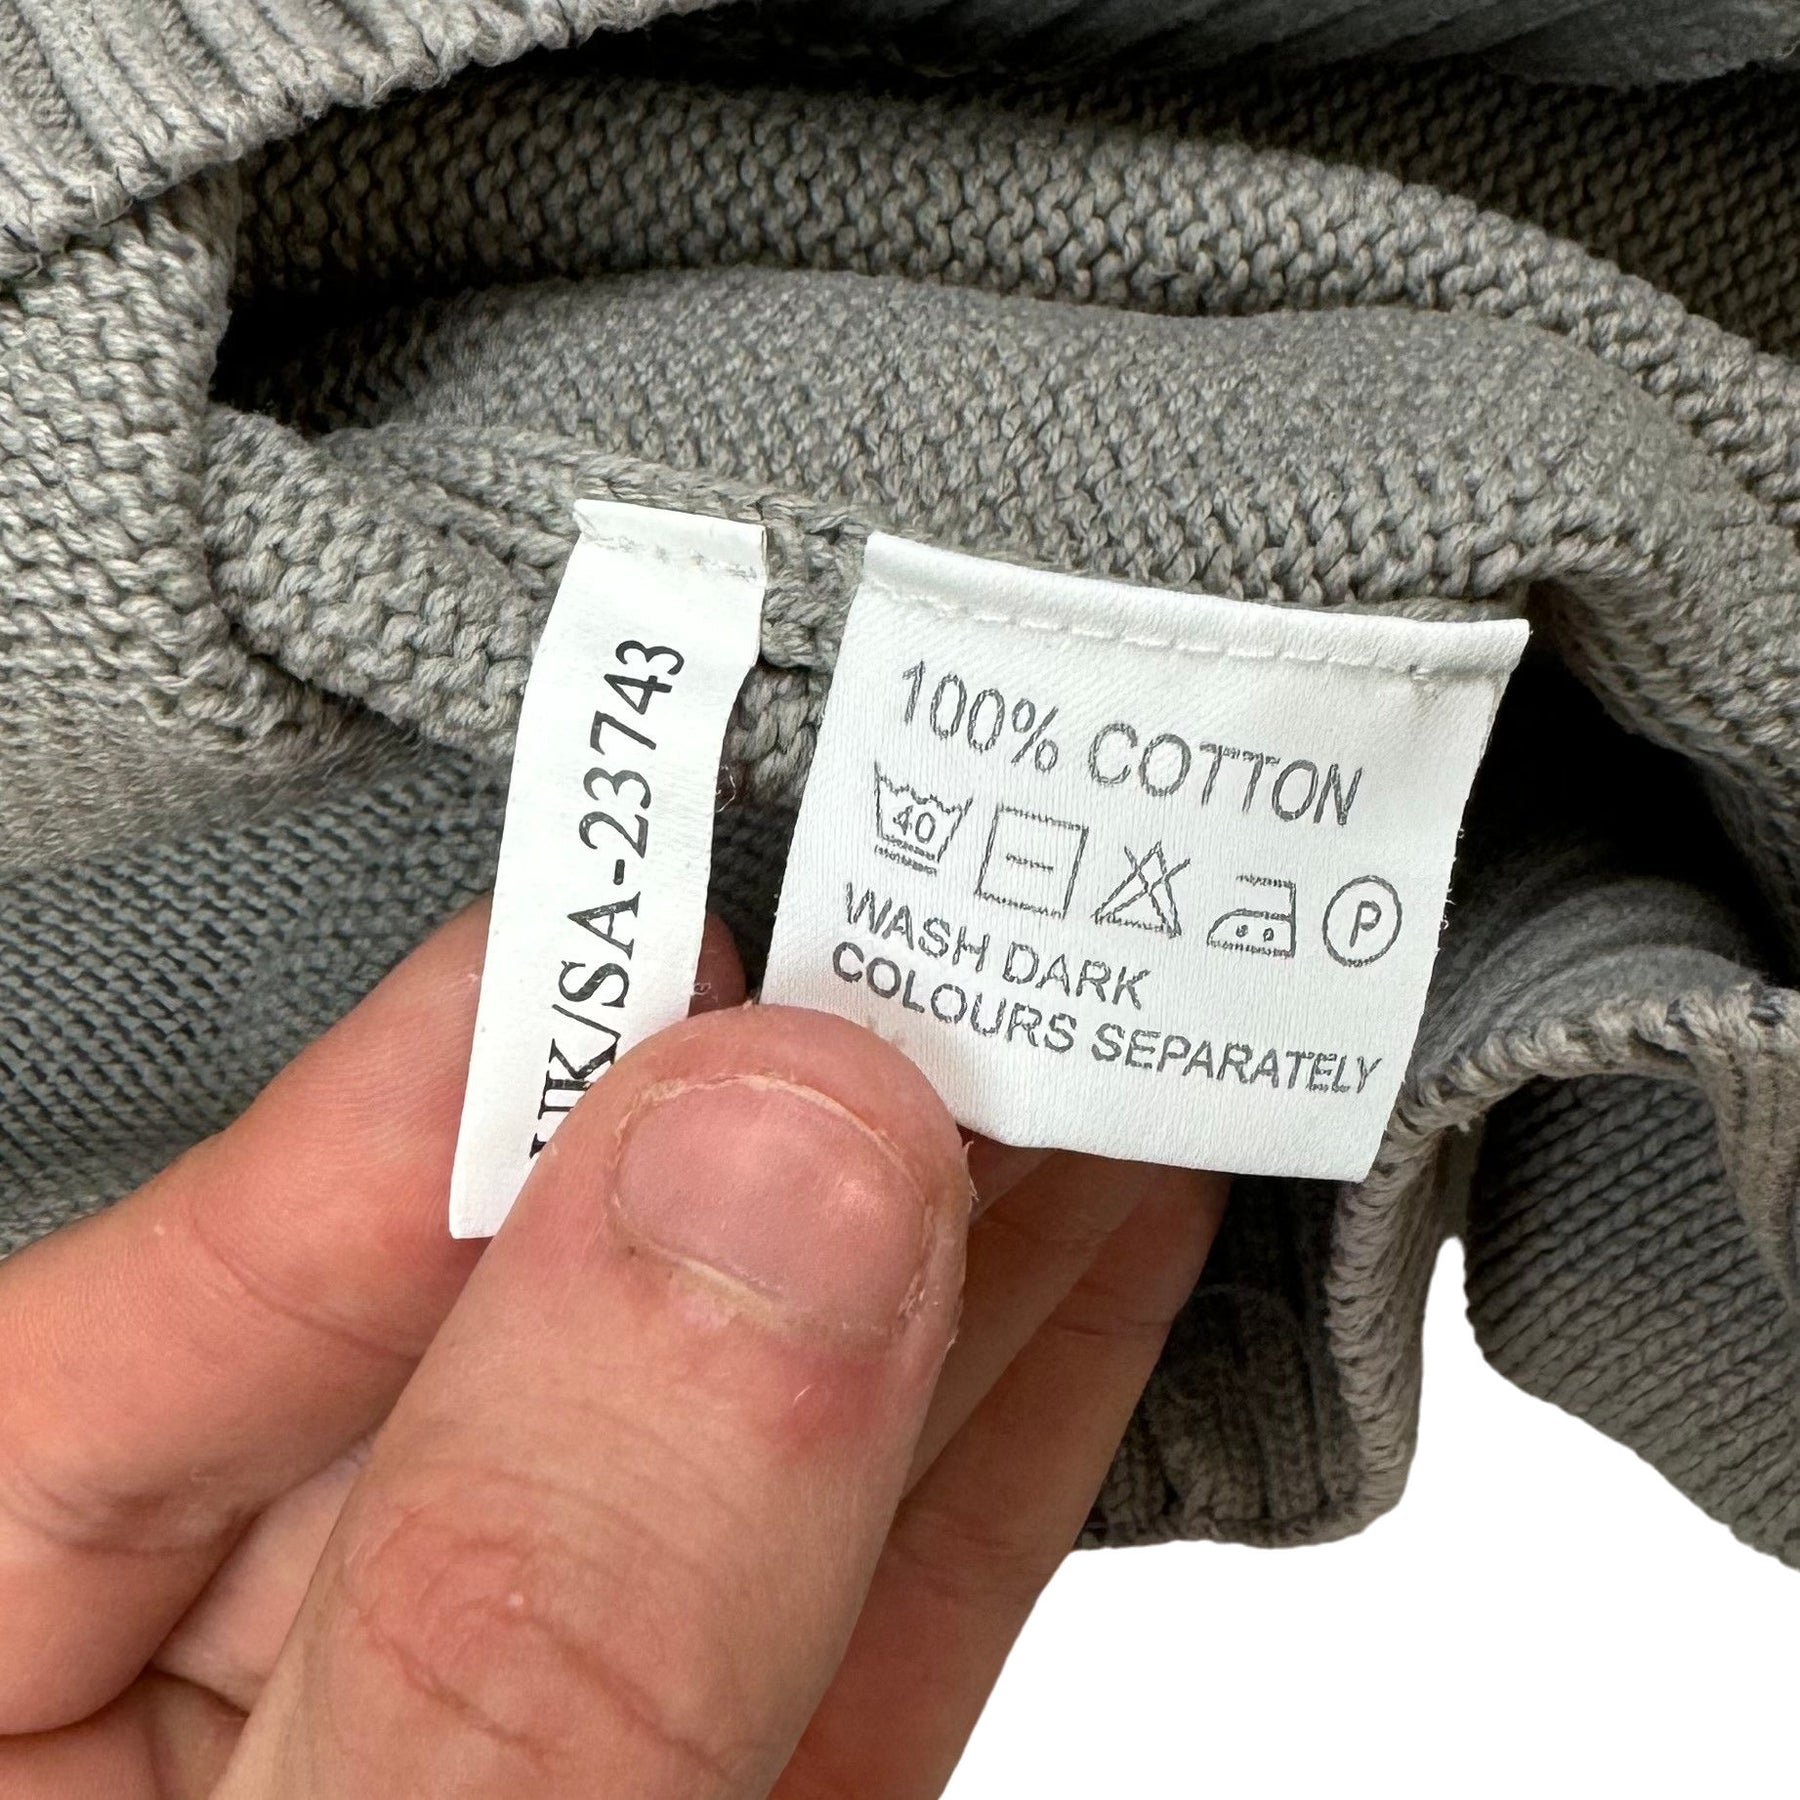 UK/SA-23743
100% COTTON
40
P
WASH DARK
COLOURS SEPARATELY